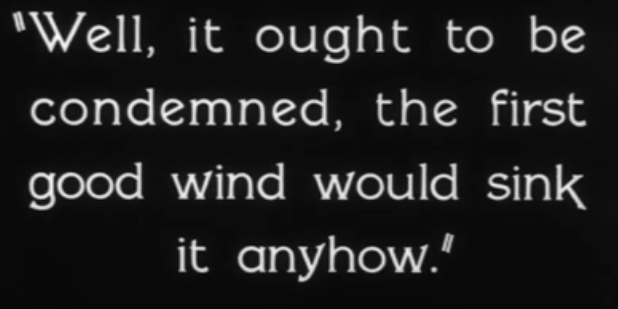 "Well, it ought to be
condemned, the first
good wind would sink
it anyhow."